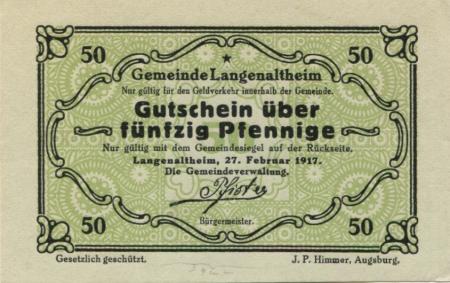 50 50
Gemeinde Langenaltheim
Nur gültig für den Geldverkehr innerhalb der Gemeinde.
Gutschein über
fünfzig Pfennige
Nur gültig mit dem Gemeindesiegel auf der Rückseite.
Langenaltheim, 27. Februar 1917.
Die Gemeindeverwaltung.
Bürgermeister.
50 50
Gesetzlich geschützt. J. P. Himmer, Augsburg.